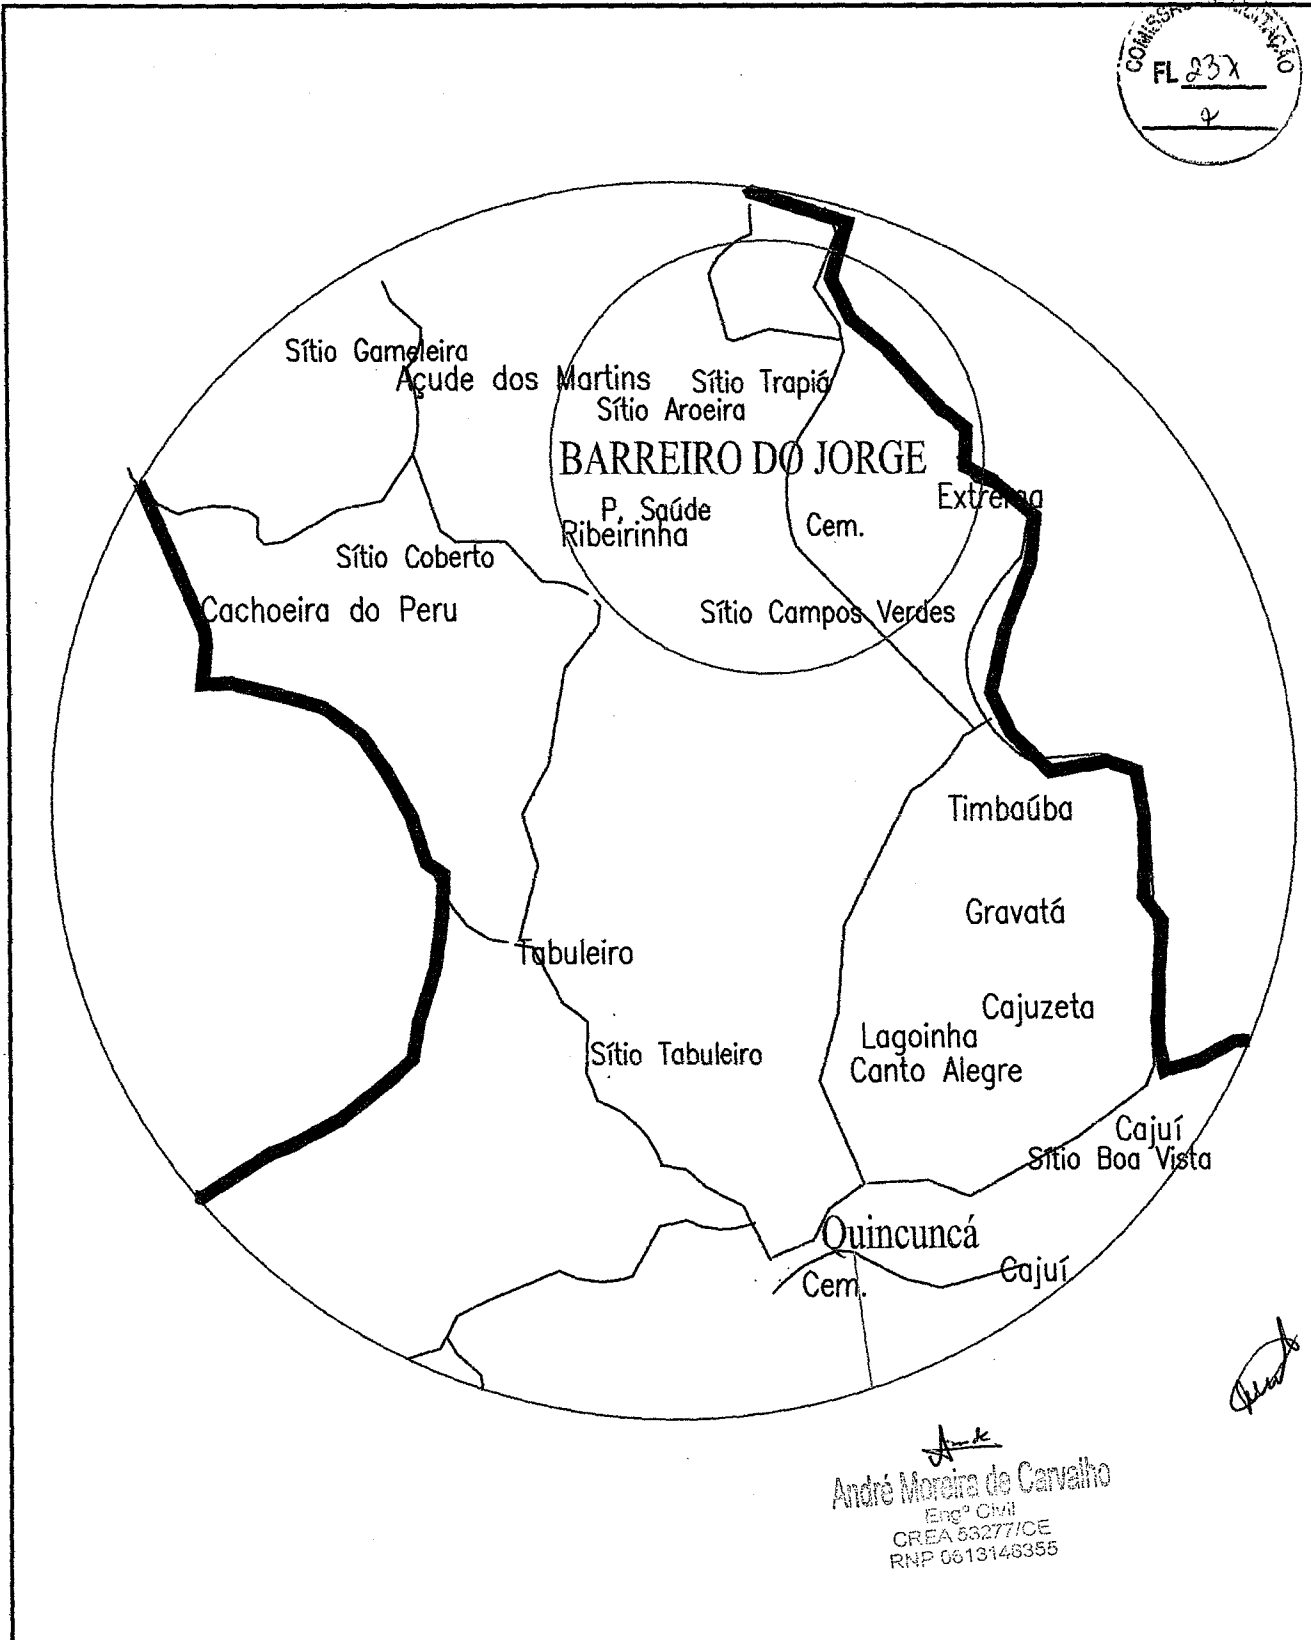 COMISSÃO
FL
Sítio Gameleira
Açude dos Martins
Sítio Trapiá
Sítio Aroeira
BARREIRO DO JORGE
Extrema
P. Saúde
Cem.
Ribeirinha
Sítio Coberto
Cachoeira do Peru
Sítio Campos Verdes
Timbaúba
Gravatá
Tabuleiro
Cajuzeta
Lagoinha
Sítio Tabuleiro
Canto Alegre
Cajuí
Sítio Boa Vista
Quincuncá
Cajuí
Cem.
André Moreira de Carvalho
Engº Civil
CREA 53277/CE
RNP 0613146355